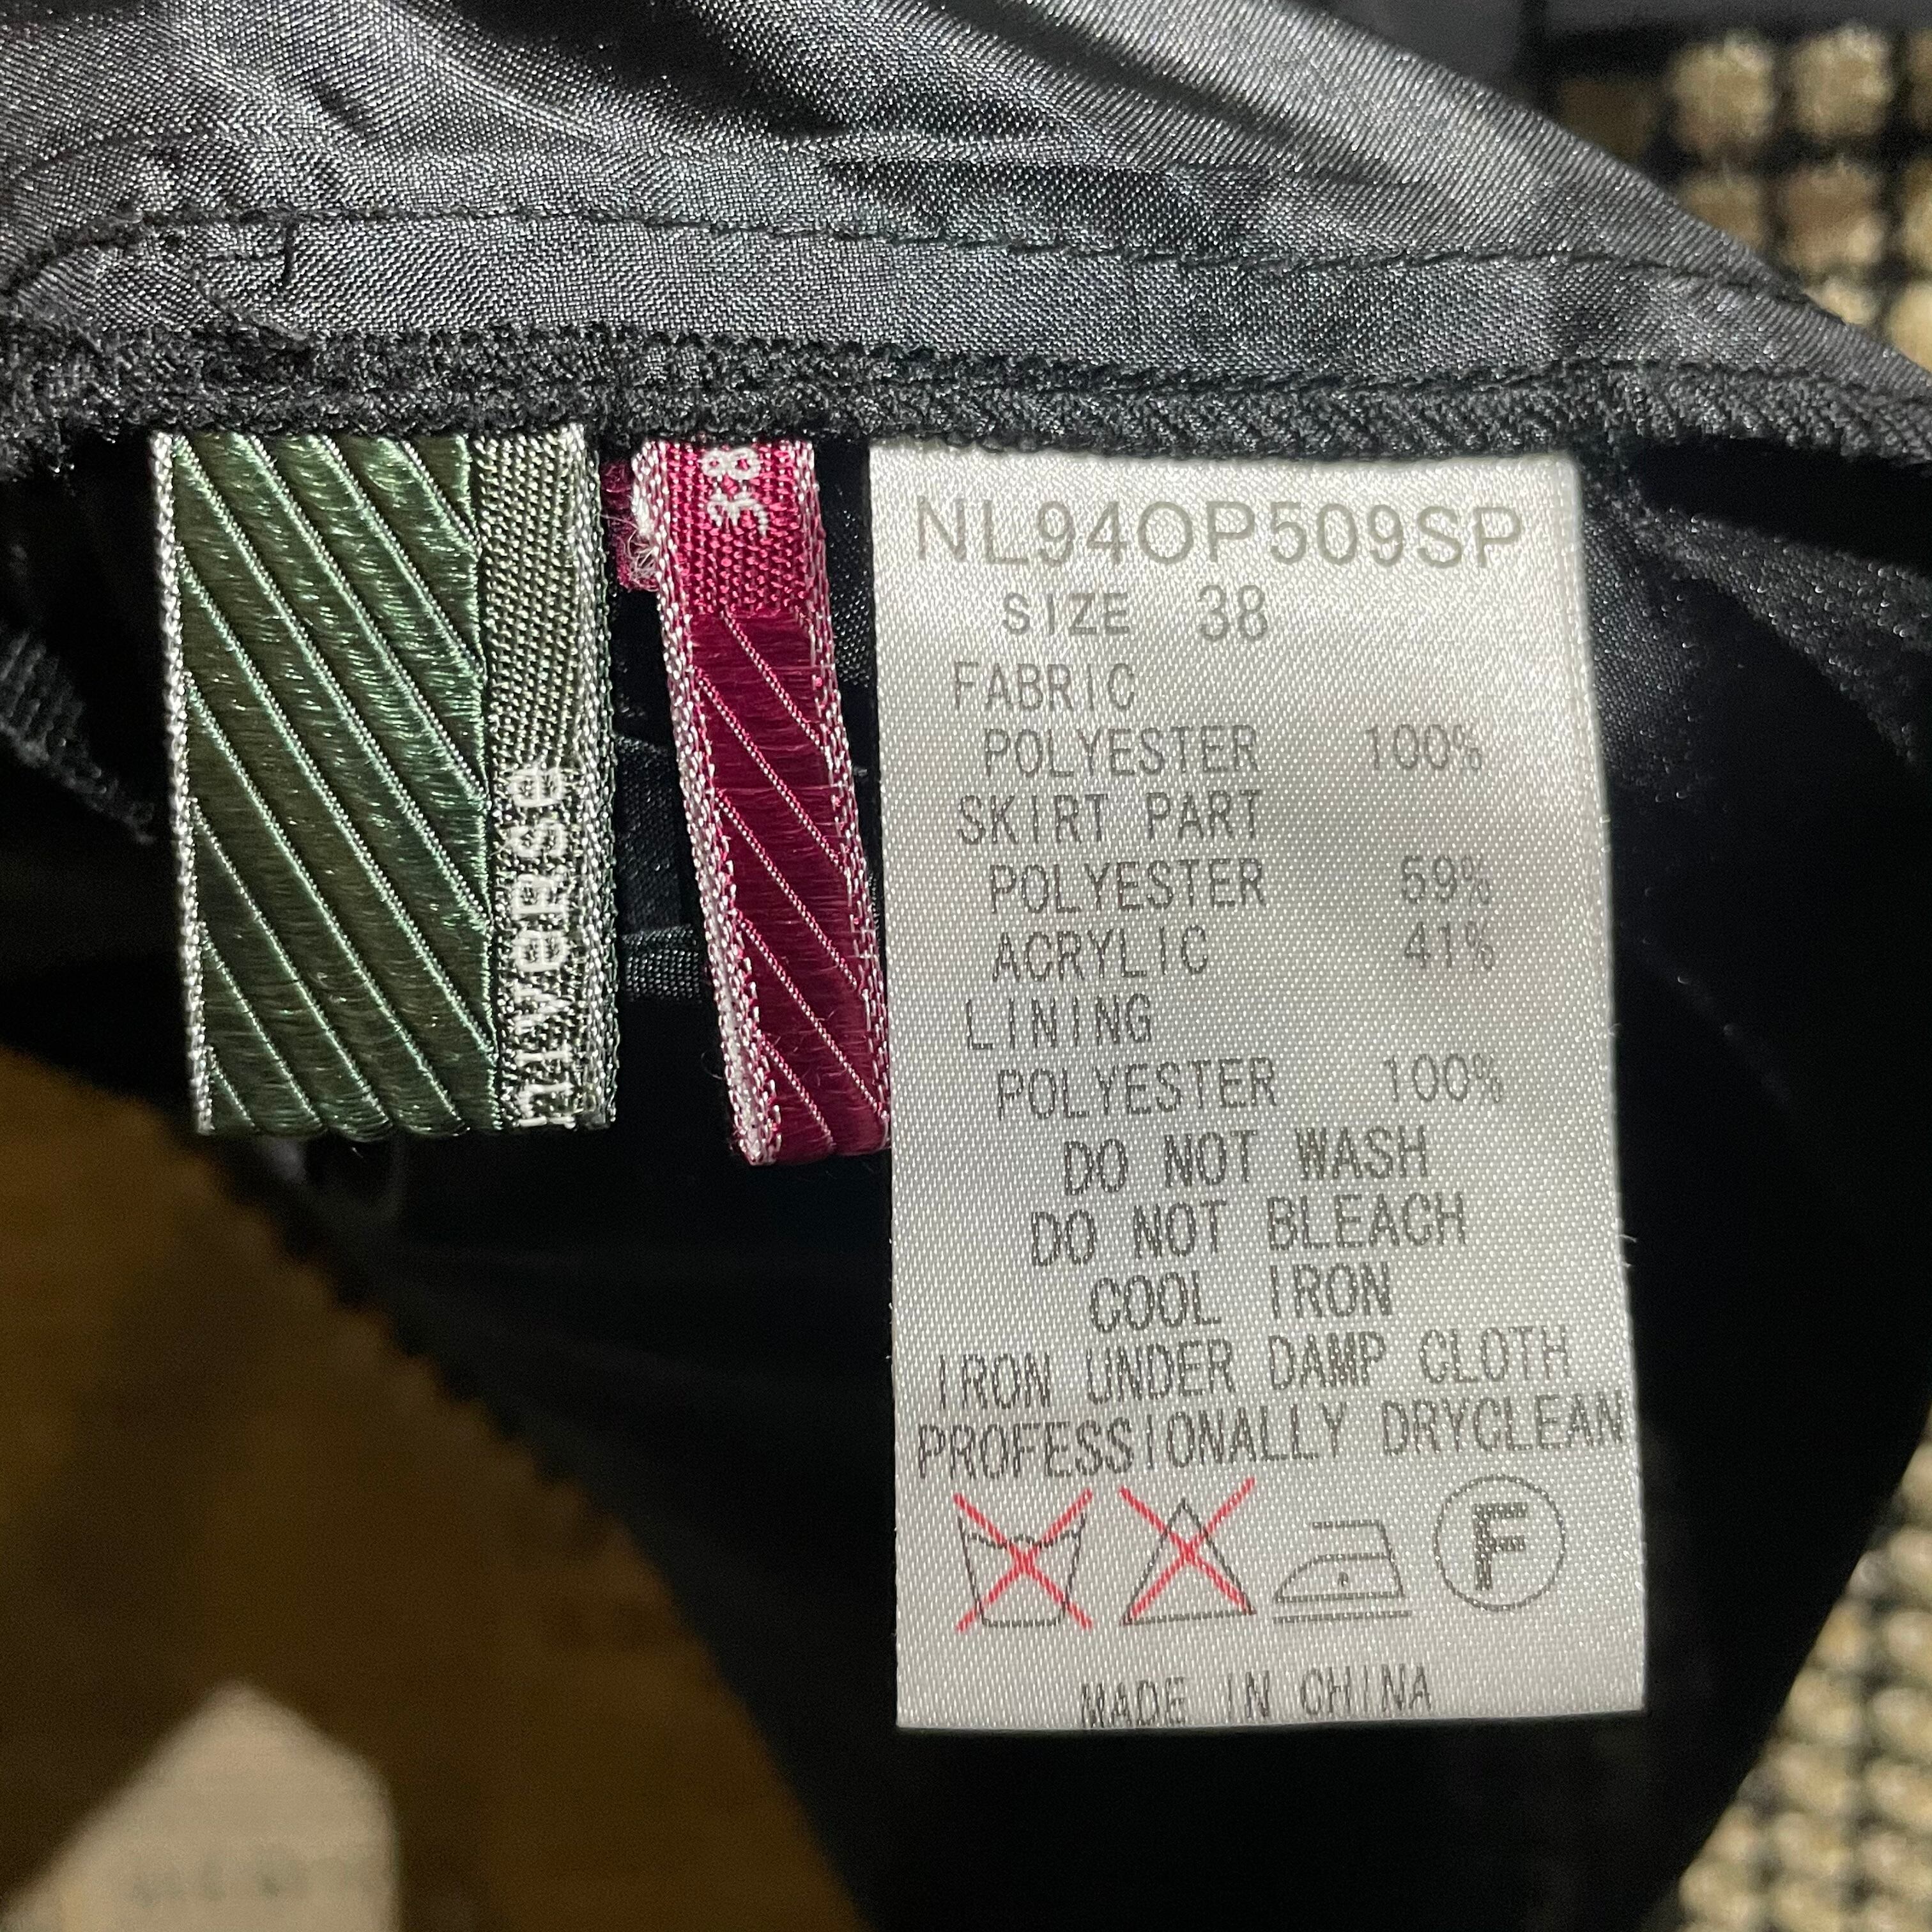 niverse
38
NL94OP509SP
SIZE 38
FABRIC
POLYESTER 100%
SKIRT PART
POLYESTER 59%
ACRYLIC 41%
LINING
POLYESTER 100%
DO NOT WASH
DO NOT BLEACH
COOL IRON
IRON UNDER DAMP CLOTH
PROFESSIONALLY DRYCLEAN
F
MADE IN CHINA